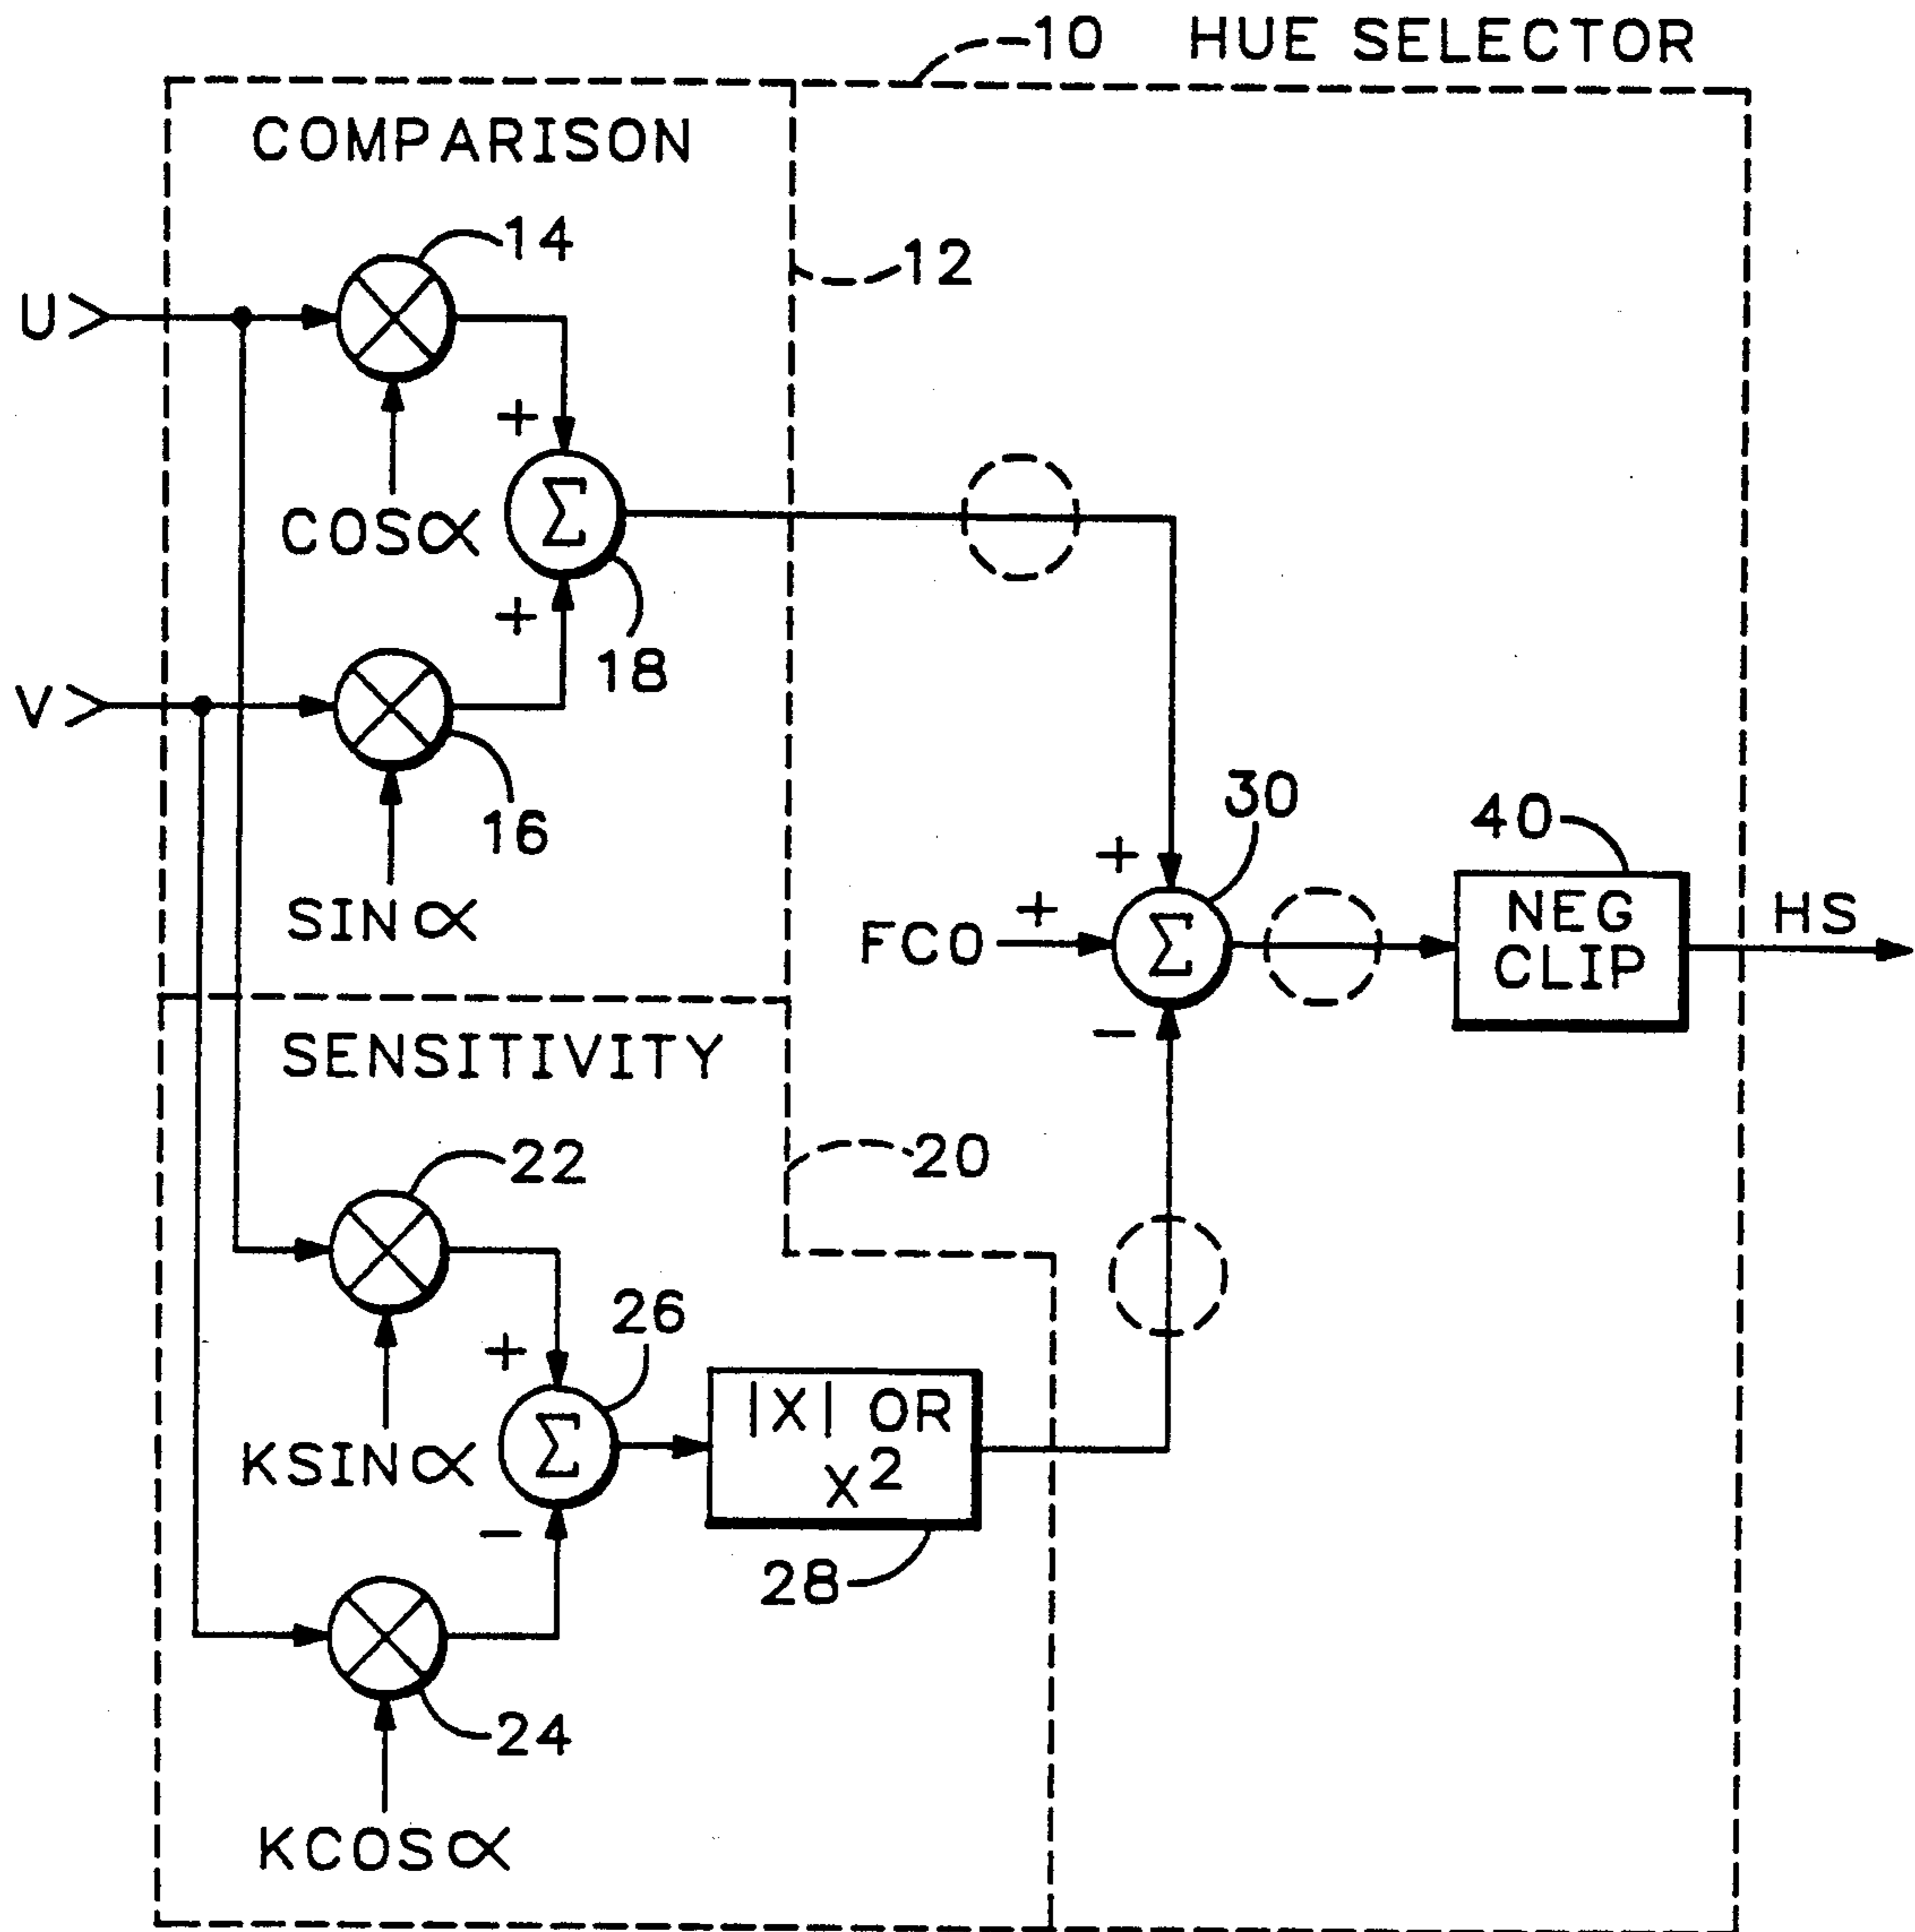 10 HUE SELECTOR
COMPARISON
14
12
U
+
COSα
Σ
+
18
V
16
SINα
30
40
+
+
FCO
Σ
NEG
CLIP
HS
−
SENSITIVITY
22
20
26
+
KSINα
Σ
|X| OR
X²
−
28
24
KCOSα